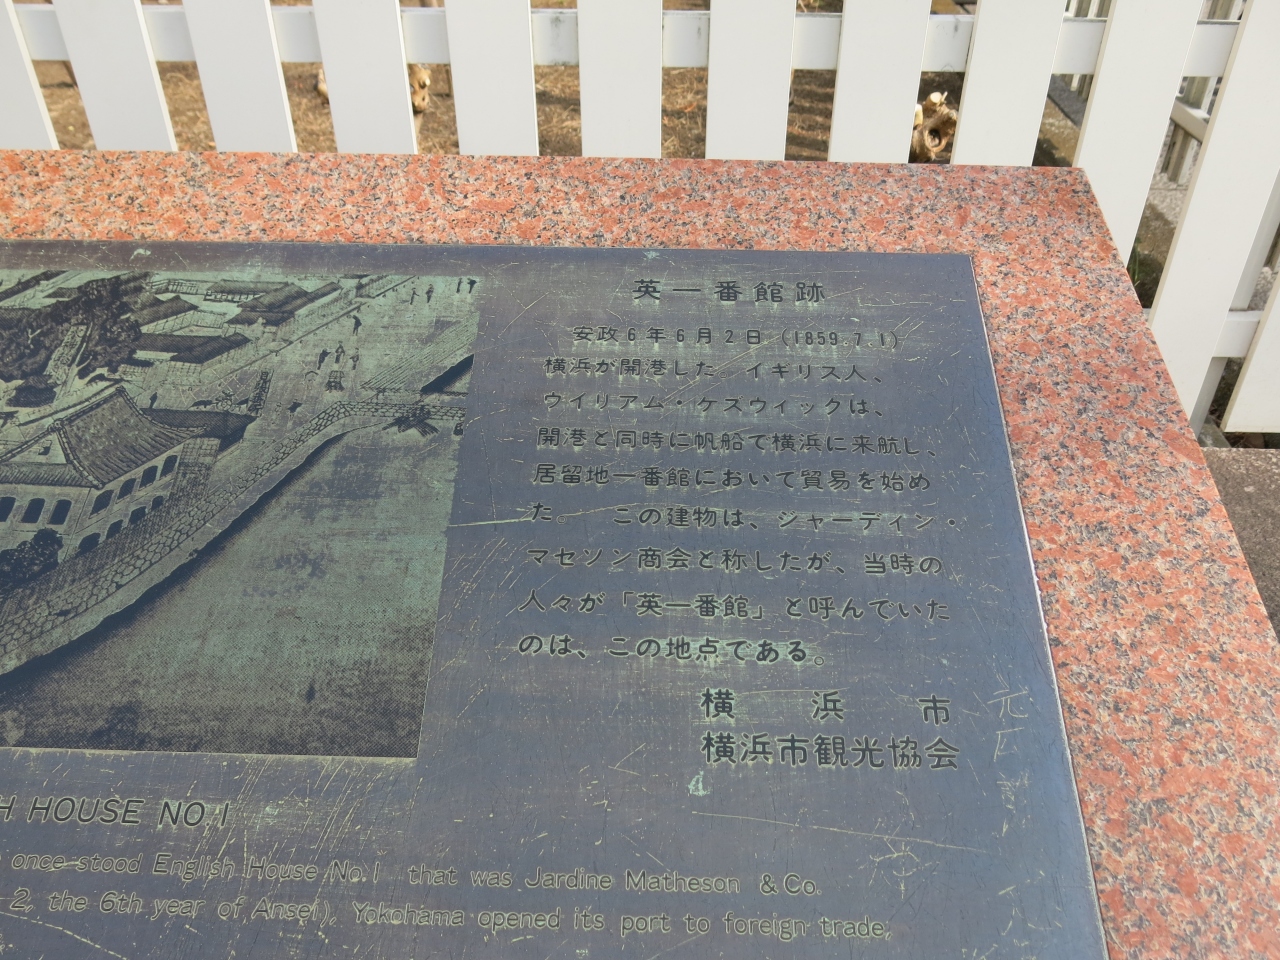 英一番館跡
安政6年6月2日(1859.7.1)
横浜が開港した。イギリス人、
ウイリアム・ケズウィックは、
開港と同時に帆船で横浜に来航し、
居留地一番館において貿易を始め
た。 この建物は、ジャーディン・
マセソン商会と称したが、当時の
人々が「英一番館」と呼んでいた
のは、この地点である。
横浜市
横浜市観光協会
H HOUSE NO.1
once stood English House No.1 that was Jardine Matheson & Co.
2, the 6th year of Ansei), Yokohama opened its port to foreign trade,